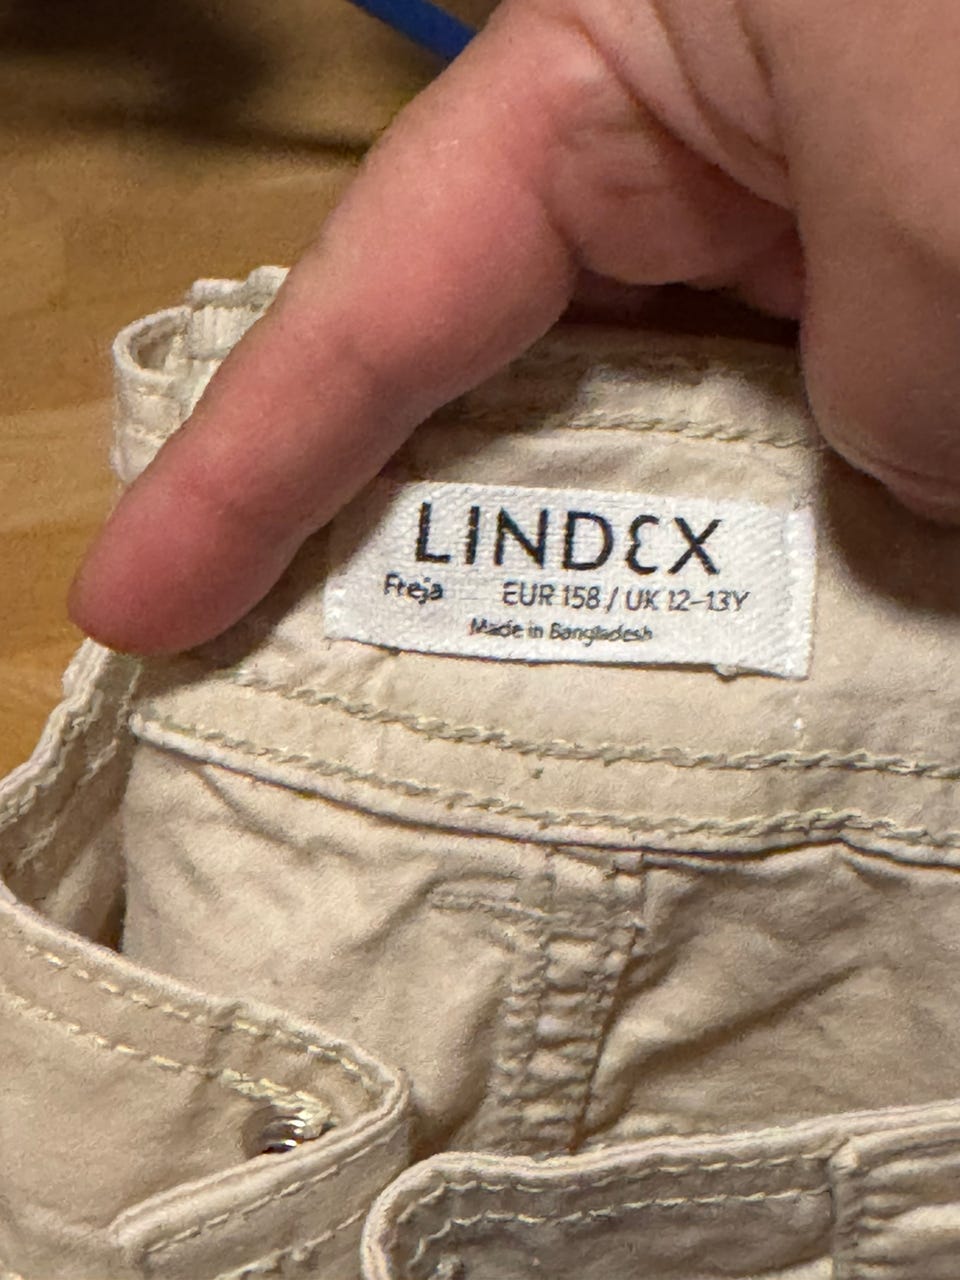 LINDEX
Freja EUR 158 / UK 12-13Y
Made in Bangladesh